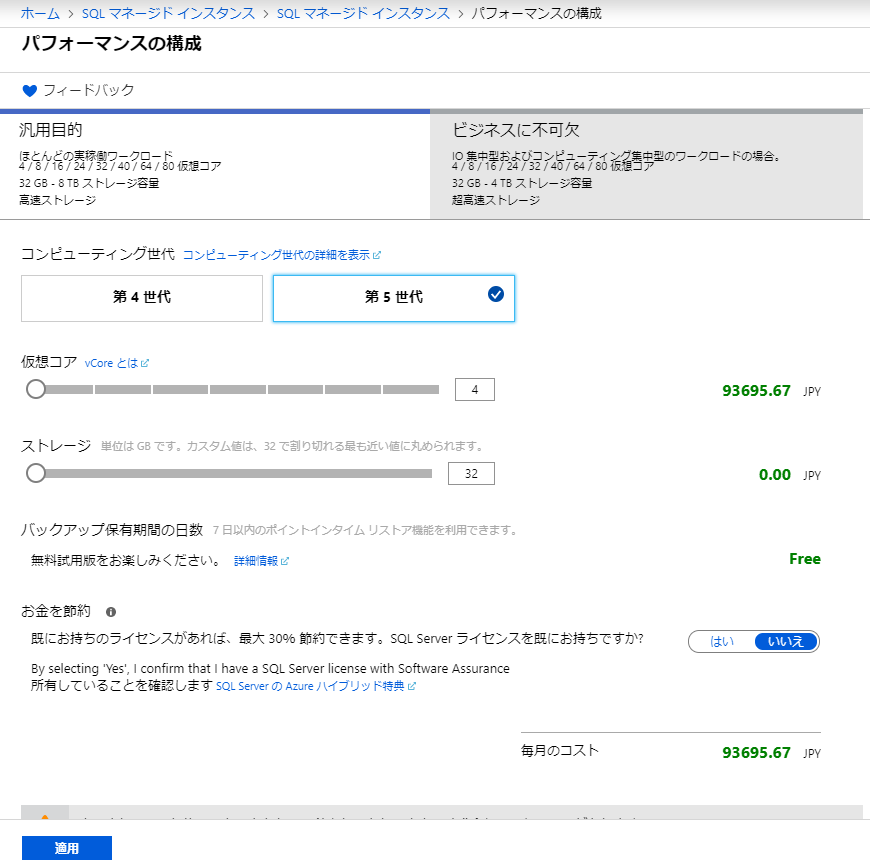 ホーム > SQL マネージド インスタンス > SQL マネージド インスタンス > パフォーマンスの構成
パフォーマンスの構成
フィードバック
汎用目的
ほとんどの実稼働ワークロード
4 / 8 / 16 / 24 / 32 / 40 / 64 / 80 仮想コア
32 GB - 8 TB ストレージ容量
高速ストレージ
ビジネスに不可欠
IO 集中型およびコンピューティング集中型のワークロードの場合。
4 / 8 / 16 / 24 / 32 / 40 / 64 / 80 仮想コア
32 GB - 4 TB ストレージ容量
超高速ストレージ
コンピューティング世代 コンピューティング世代の詳細を表示
第 4 世代
第 5 世代
仮想コア vCore とは
4
93695.67 JPY
ストレージ 単位は GB です。カスタム値は、32 で割り切れる最も近い値に丸められます。
32
0.00 JPY
バックアップ保有期間の日数 7 日以内のポイントインタイム リストア機能を利用できます。
無料試用版をお楽しみください。 詳細情報
Free
お金を節約
既にお持ちのライセンスがあれば、最大 30% 節約できます。SQL Server ライセンスを既にお持ちですか?
はい いいえ
By selecting 'Yes', I confirm that I have a SQL Server license with Software Assurance
所有していることを確認します SQL Server の Azure ハイブリッド特典
毎月のコスト 93695.67 JPY
適用